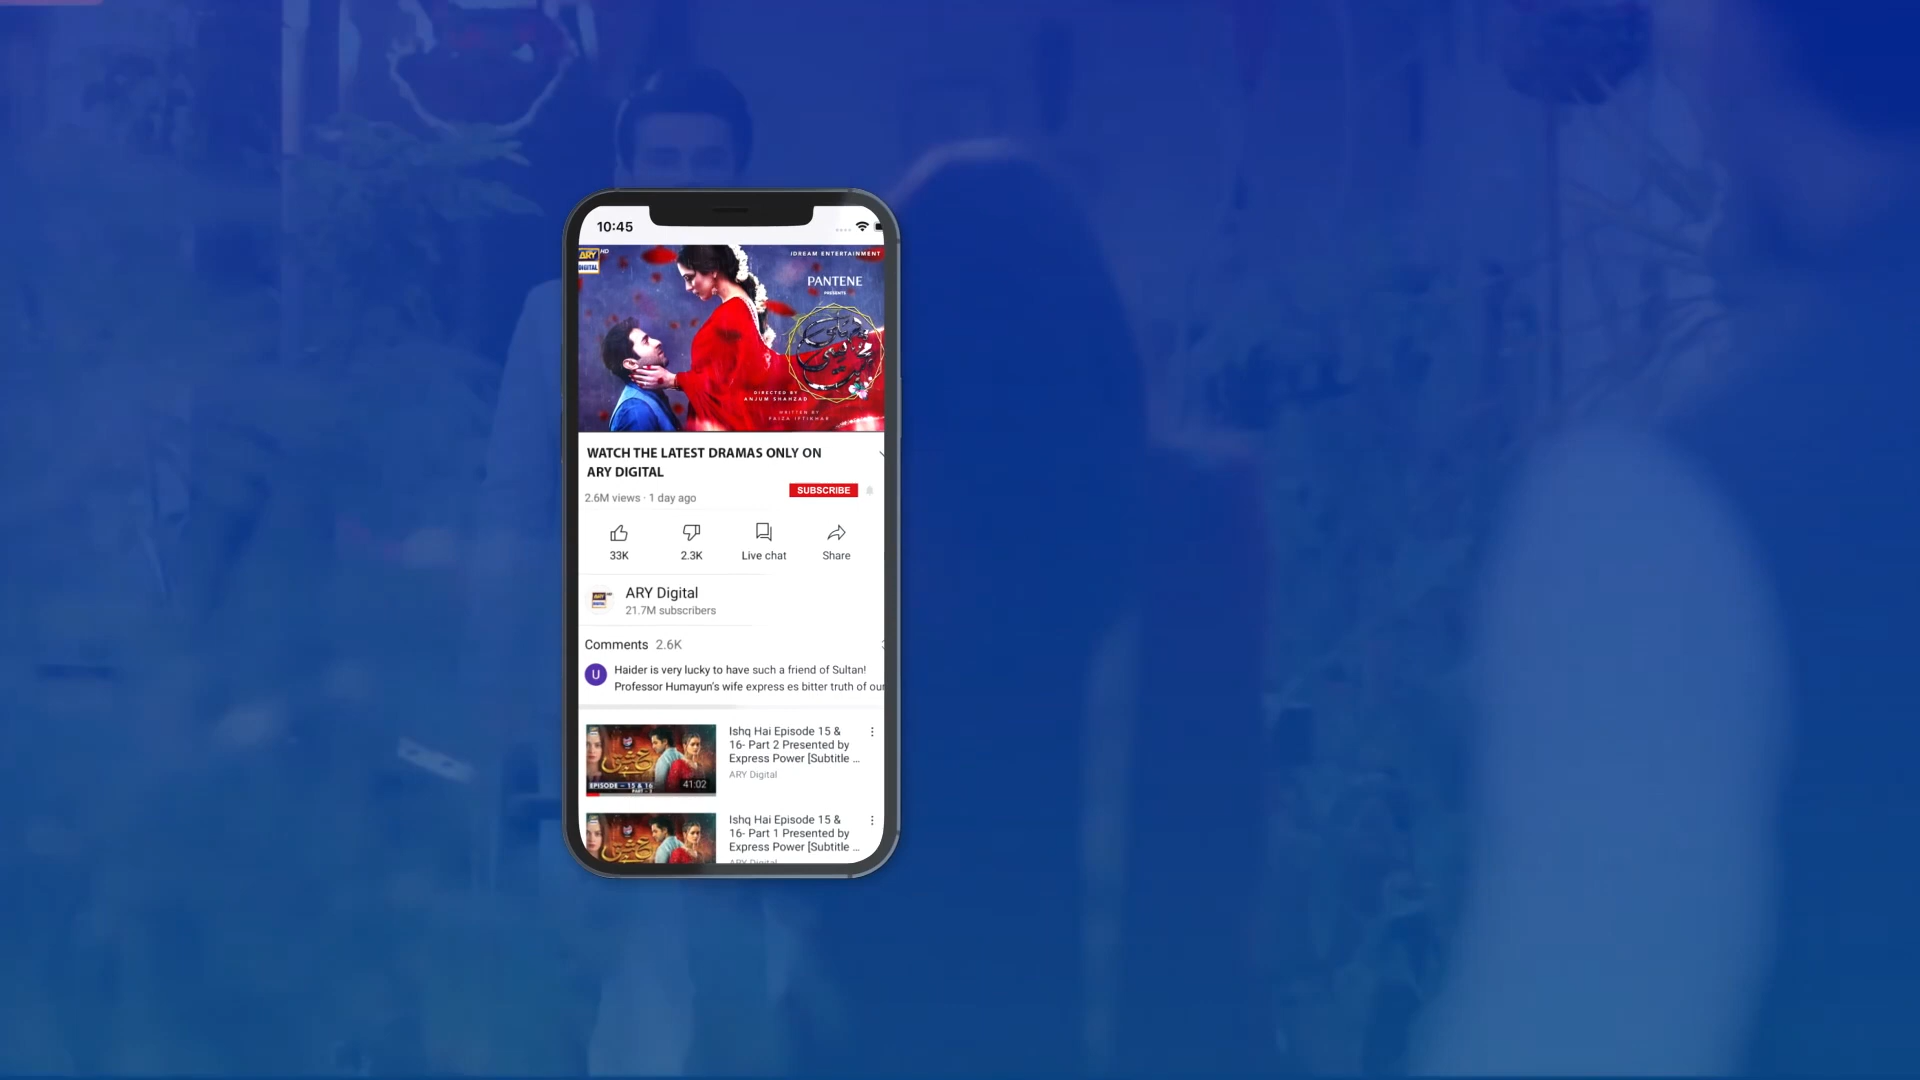 10:45
ARY HD
DIGITAL
IDREAM ENTERTAINMENT
PANTENE
PRESENTS
DIRECTED BY
ANJUM SHAHZAD
WRITTEN BY
FAIZA IFTIKHAR
WATCH THE LATEST DRAMAS ONLY ON
ARY DIGITAL
2.6M views · 1 day ago
SUBSCRIBE
33K
2.3K
Live chat
Share
ARY Digital
21.7M subscribers
Comments 2.6K
U
Haider is very lucky to have such a friend of Sultan!
Professor Humayun's wife express es bitter truth of our
Ishq Hai Episode 15 &
16- Part 2 Presented by
Express Power [Subtitle ...
ARY Digital
EPISODE – 15 & 16
PART – 2
41:02
Ishq Hai Episode 15 &
16- Part 1 Presented by
Express Power [Subtitle ...
ARY Digital